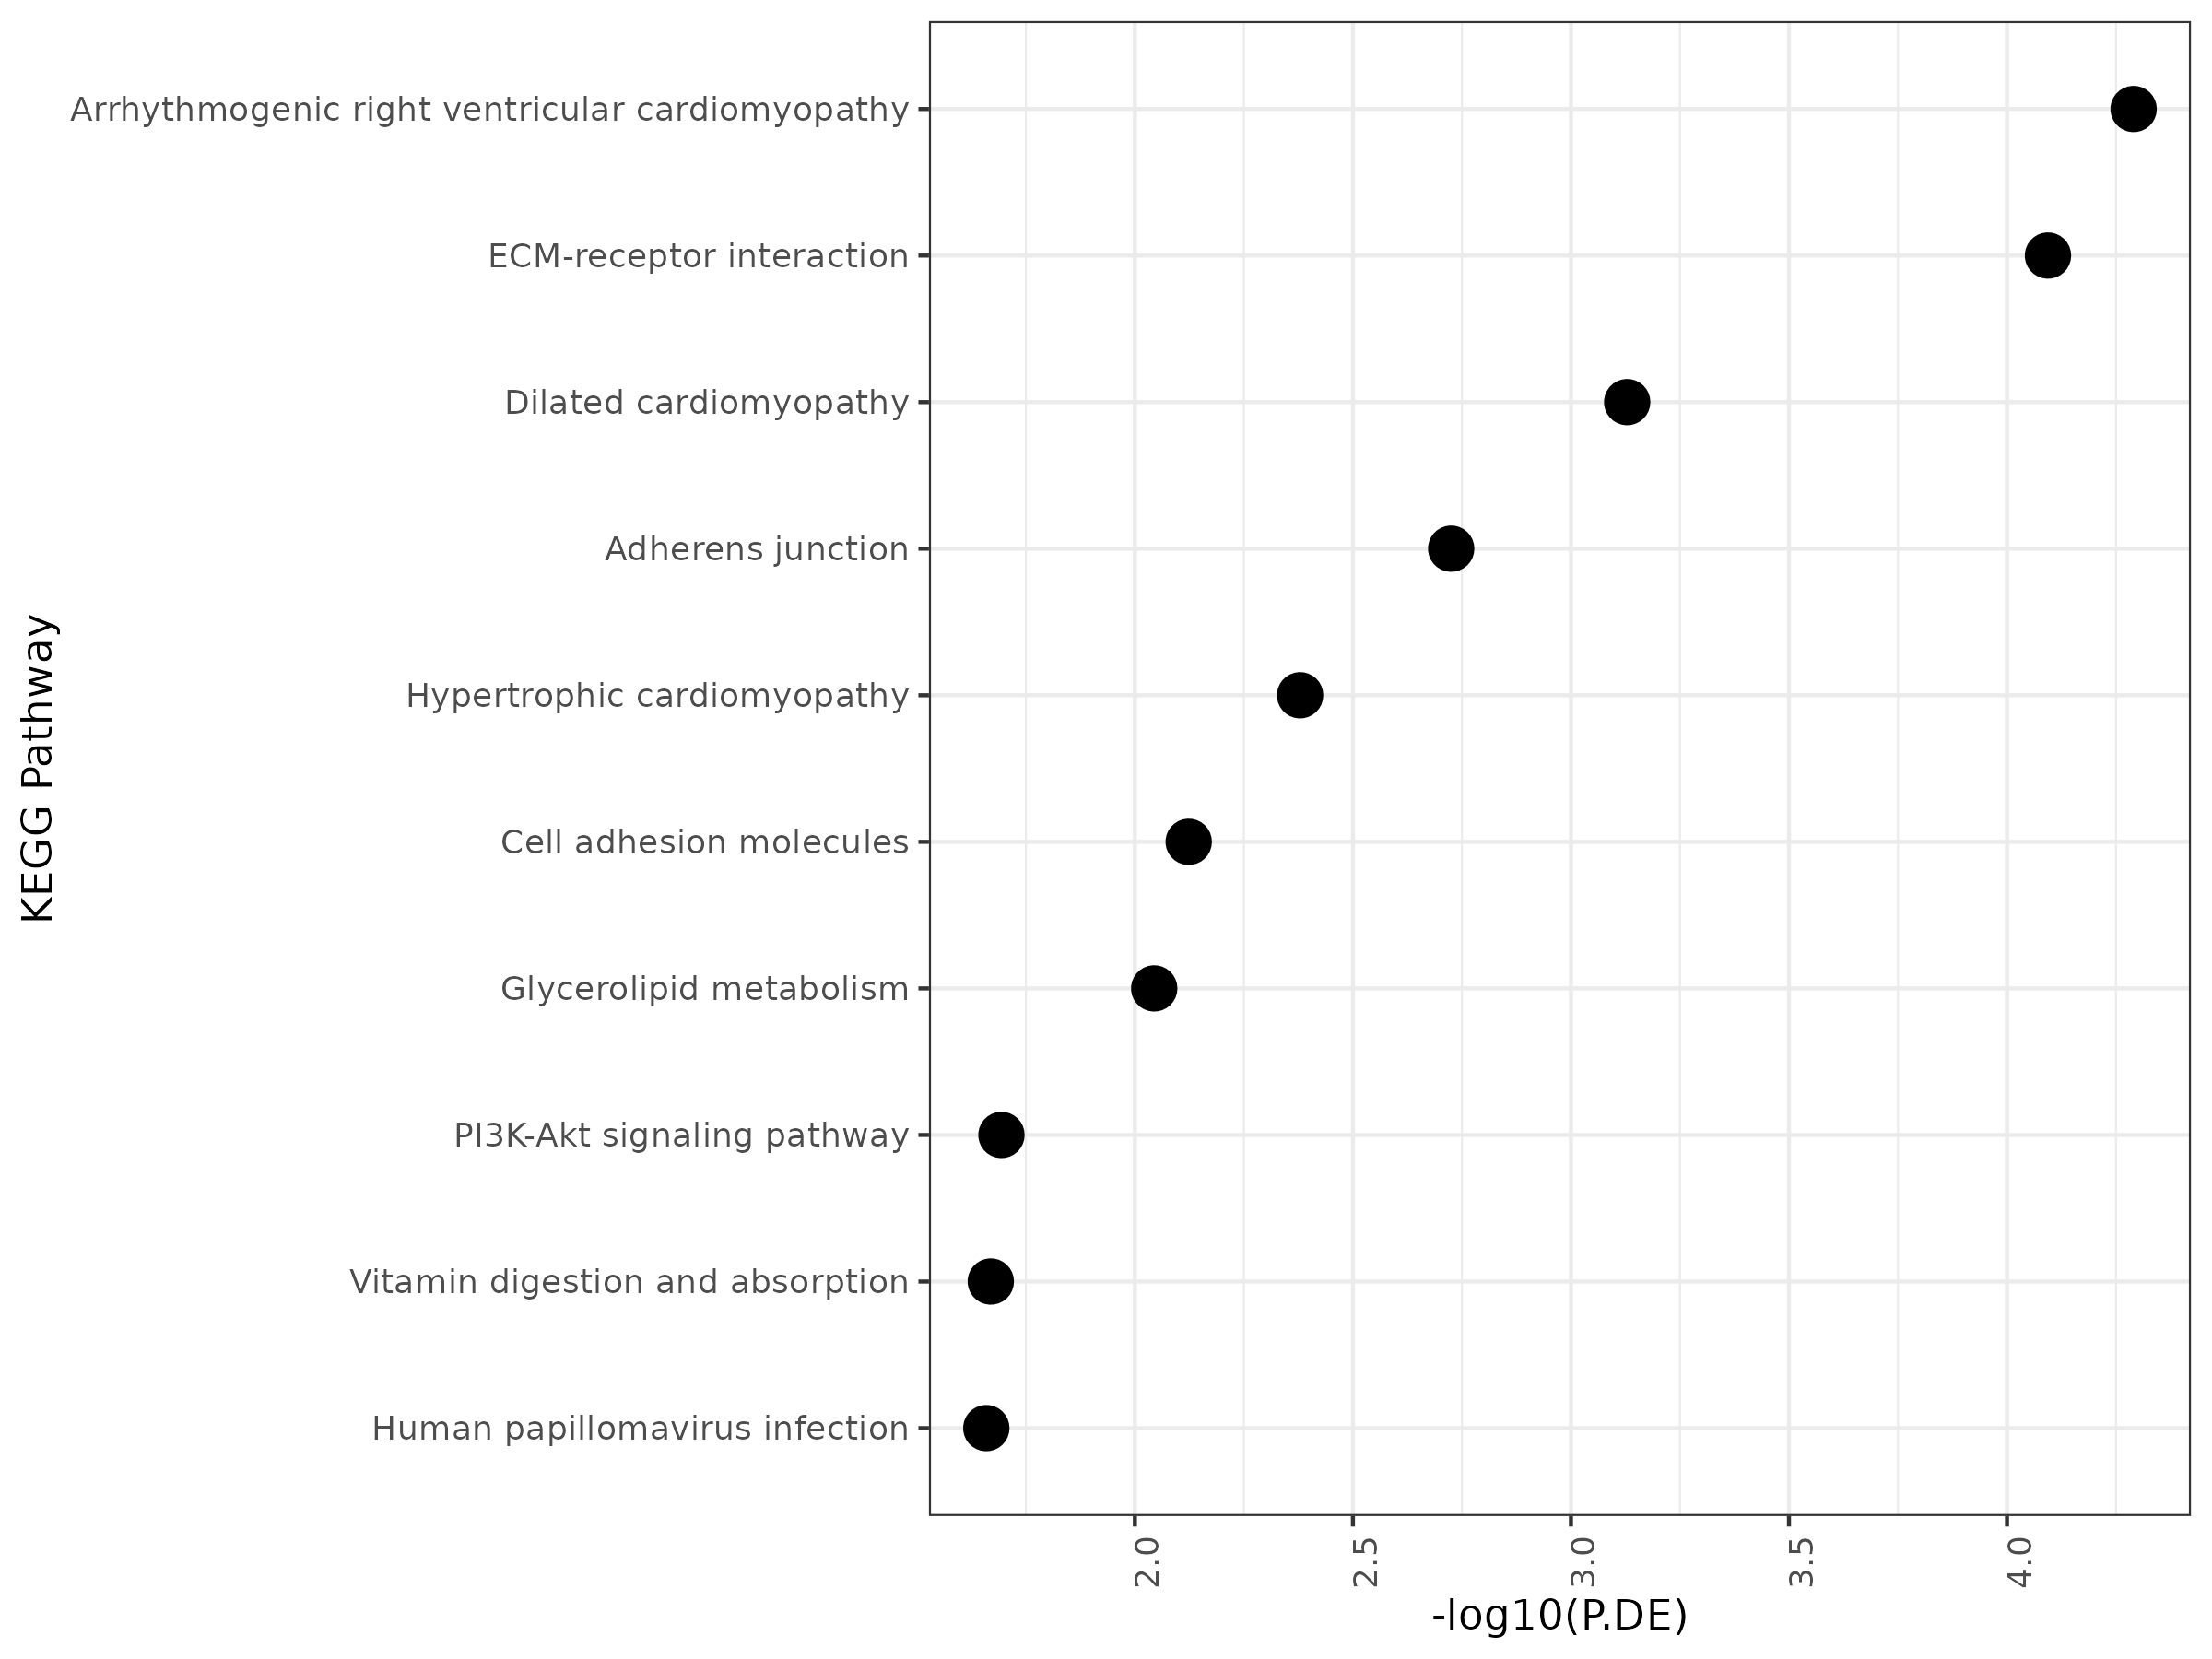 KEGG Pathway
Arrhythmogenic right ventricular cardiomyopathy
ECM-receptor interaction
Dilated cardiomyopathy
Adherens junction
Hypertrophic cardiomyopathy
Cell adhesion molecules
Glycerolipid metabolism
PI3K-Akt signaling pathway
Vitamin digestion and absorption
Human papillomavirus infection
2.0
2.5
3.0
3.5
4.0
-log10(P.DE)